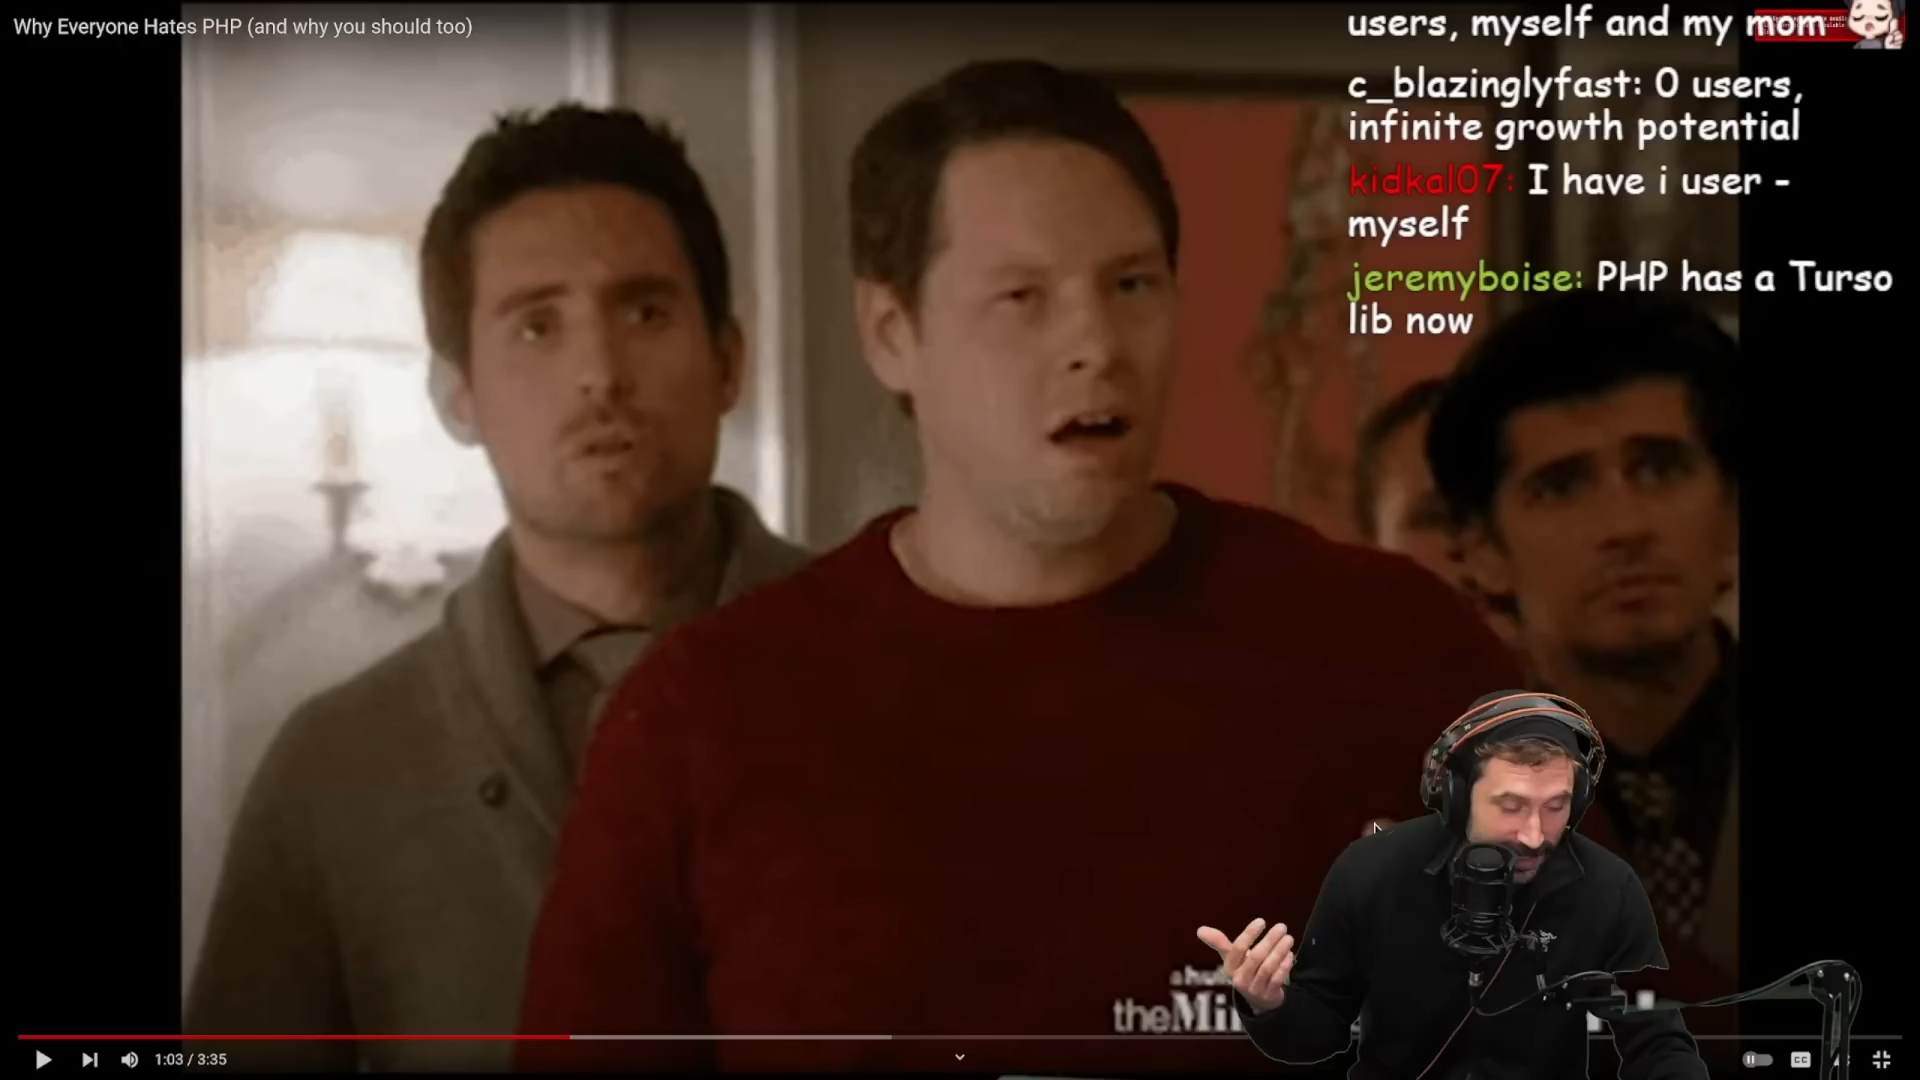 Why Everyone Hates PHP (and why you should too)
users, myself and my mom
c_blazinglyfast: 0 users,
infinite growth potential
kidkal07: I have i user -
myself
jeremyboise: PHP has a Turso
lib now
theMi
1:03 / 3:35
CC